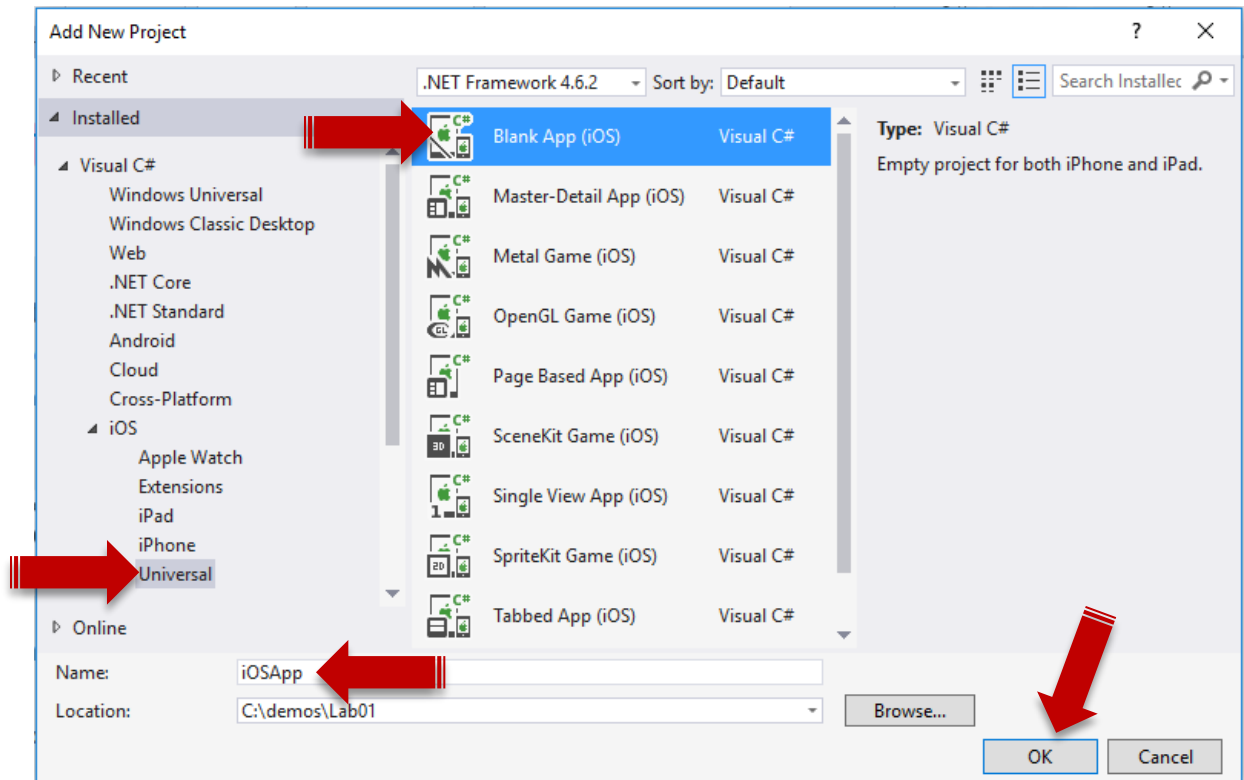 Add New Project
?
Recent
Installed
Visual C#
Windows Universal
Windows Classic Desktop
Web
.NET Core
.NET Standard
Android
Cloud
Cross-Platform
iOS
Apple Watch
Extensions
iPad
iPhone
Universal
Online
.NET Framework 4.6.2 Sort by: Default Search Installec
C# Blank App (iOS) Visual C#
C# Master-Detail App (iOS) Visual C#
C# Metal Game (iOS) Visual C#
C# GL OpenGL Game (iOS) Visual C#
C# Page Based App (iOS) Visual C#
C# 3D SceneKit Game (iOS) Visual C#
C# 1 Single View App (iOS) Visual C#
C# 2D SpriteKit Game (iOS) Visual C#
C# Tabbed App (iOS) Visual C#
Type: Visual C#
Empty project for both iPhone and iPad.
Name: iOSApp
Location: C:\demos\Lab01 Browse...
OK Cancel